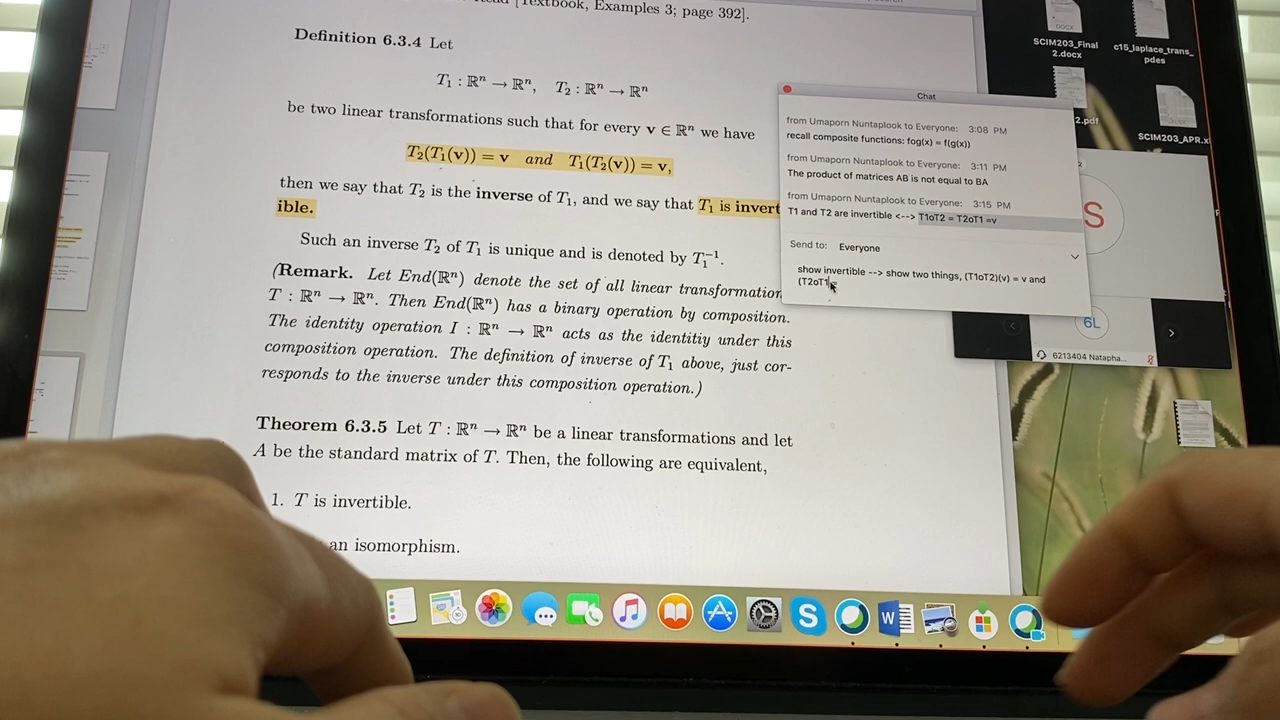 [Textbook, Examples 3; page 392].
Definition 6.3.4 Let
T₁ : ℝⁿ → ℝⁿ, T₂ : ℝⁿ → ℝⁿ
be two linear transformations such that for every v ∈ ℝⁿ we have
T₂(T₁(v)) = v and T₁(T₂(v)) = v,
then we say that T₂ is the inverse of T₁, and we say that T₁ is invert
ible.
Such an inverse T₂ of T₁ is unique and is denoted by T₁⁻¹.
(Remark. Let End(ℝⁿ) denote the set of all linear transformation
T : ℝⁿ → ℝⁿ. Then End(ℝⁿ) has a binary operation by composition.
The identity operation I : ℝⁿ → ℝⁿ acts as the identitiy under this
composition operation. The definition of inverse of T₁ above, just cor-
responds to the inverse under this composition operation.)
Theorem 6.3.5 Let T : ℝⁿ → ℝⁿ be a linear transformations and let
A be the standard matrix of T. Then, the following are equivalent,
1. T is invertible.
an isomorphism.
Chat
from Umaporn Nuntaplook to Everyone: 3:08 PM
recall composite functions: fog(x) = f(g(x))
from Umaporn Nuntaplook to Everyone: 3:11 PM
The product of matrices AB is not equal to BA
from Umaporn Nuntaplook to Everyone: 3:15 PM
T1 and T2 are invertible <--> T1oT2 = T2oT1 =v
Send to: Everyone
show invertible --> show two things, (T1oT2)(v) = v and
(T2oT1
DOCX
SCIM203_Final
2.docx
c15_laplace_trans_
pdes
2.pdf
SCIM203_APR.x
S
6L
6213404 Natapha...
W
S